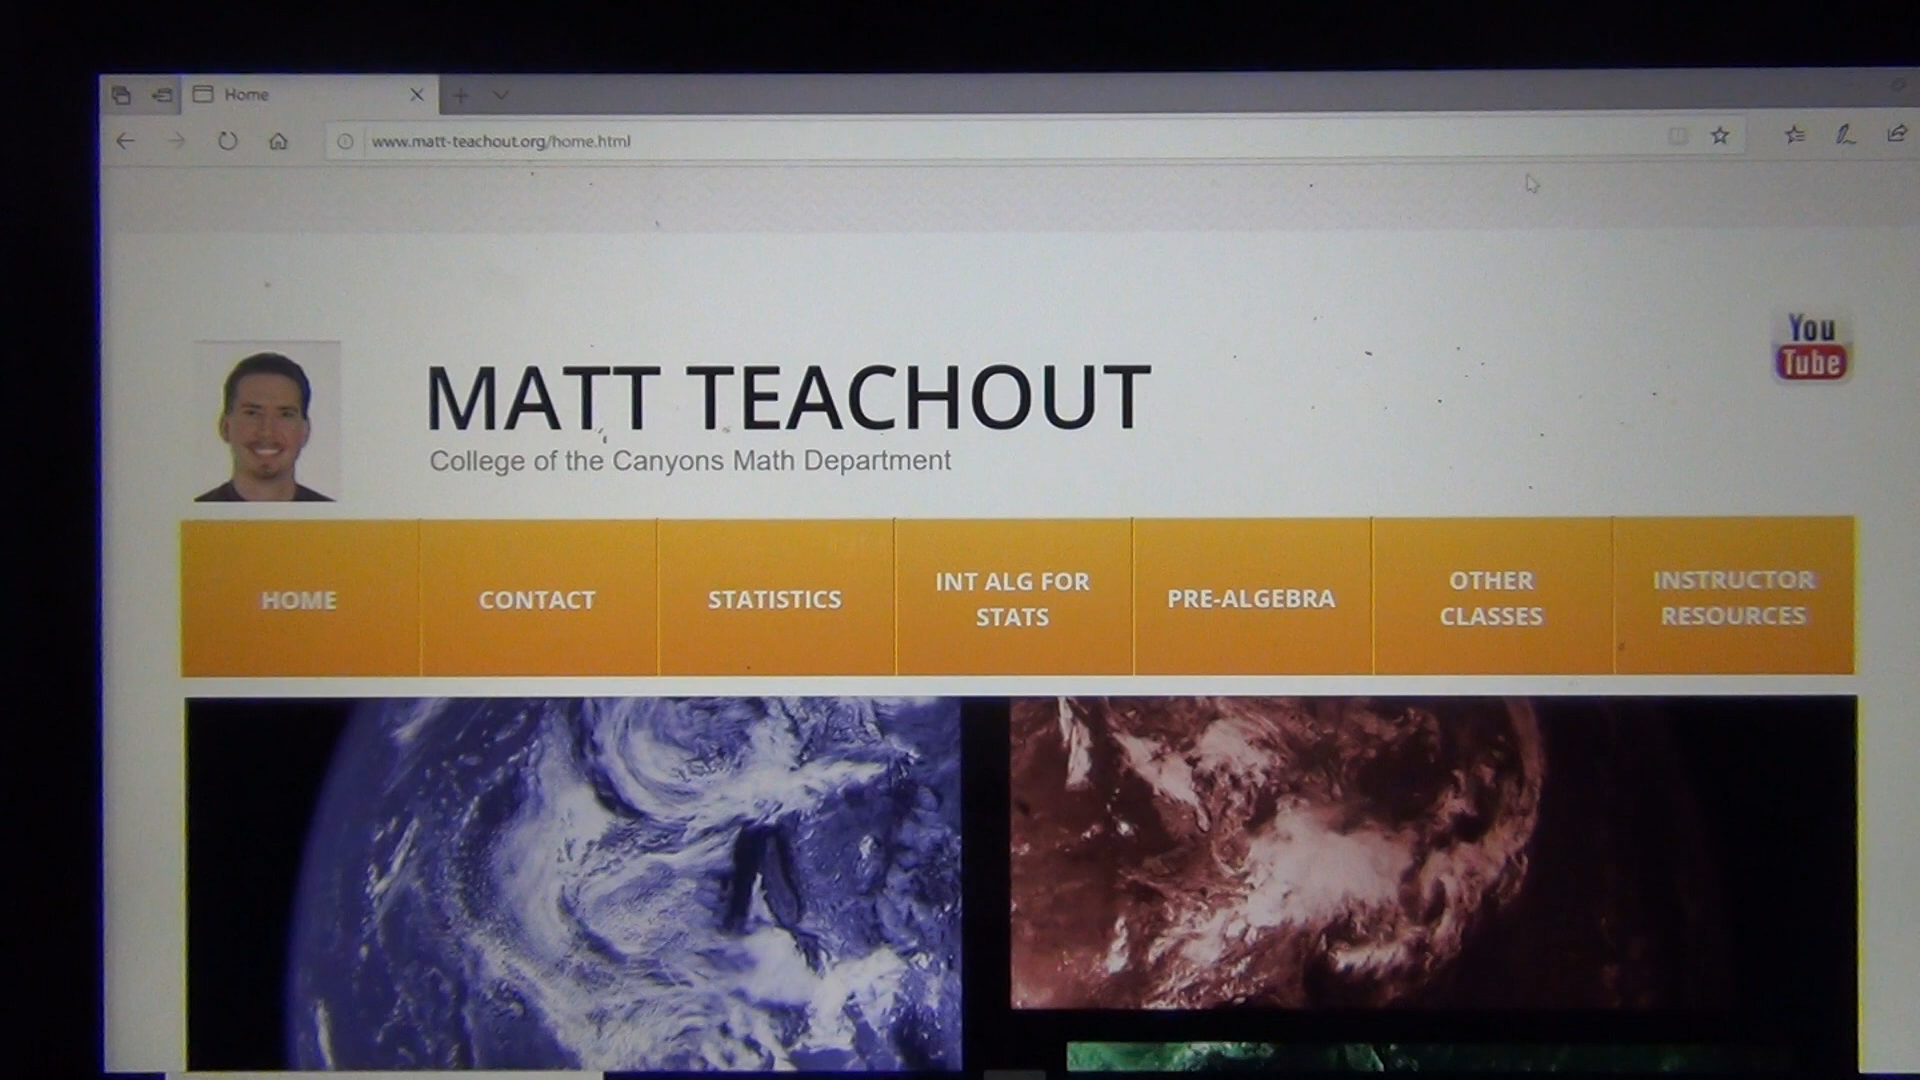 Home
www.matt-teachout.org/home.html
You
Tube
MATT TEACHOUT
College of the Canyons Math Department
HOME
CONTACT
STATISTICS
INT ALG FOR
STATS
PRE-ALGEBRA
OTHER
CLASSES
INSTRUCTOR
RESOURCES